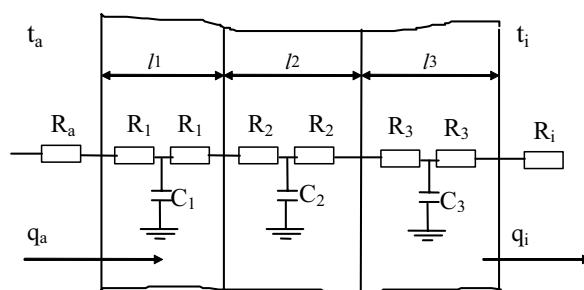 t_a t_i
l1 l2 l3
R_a R_1 R_1 R_2 R_2 R_3 R_3 R_i
C_1 C_2 C_3
q_a q_i